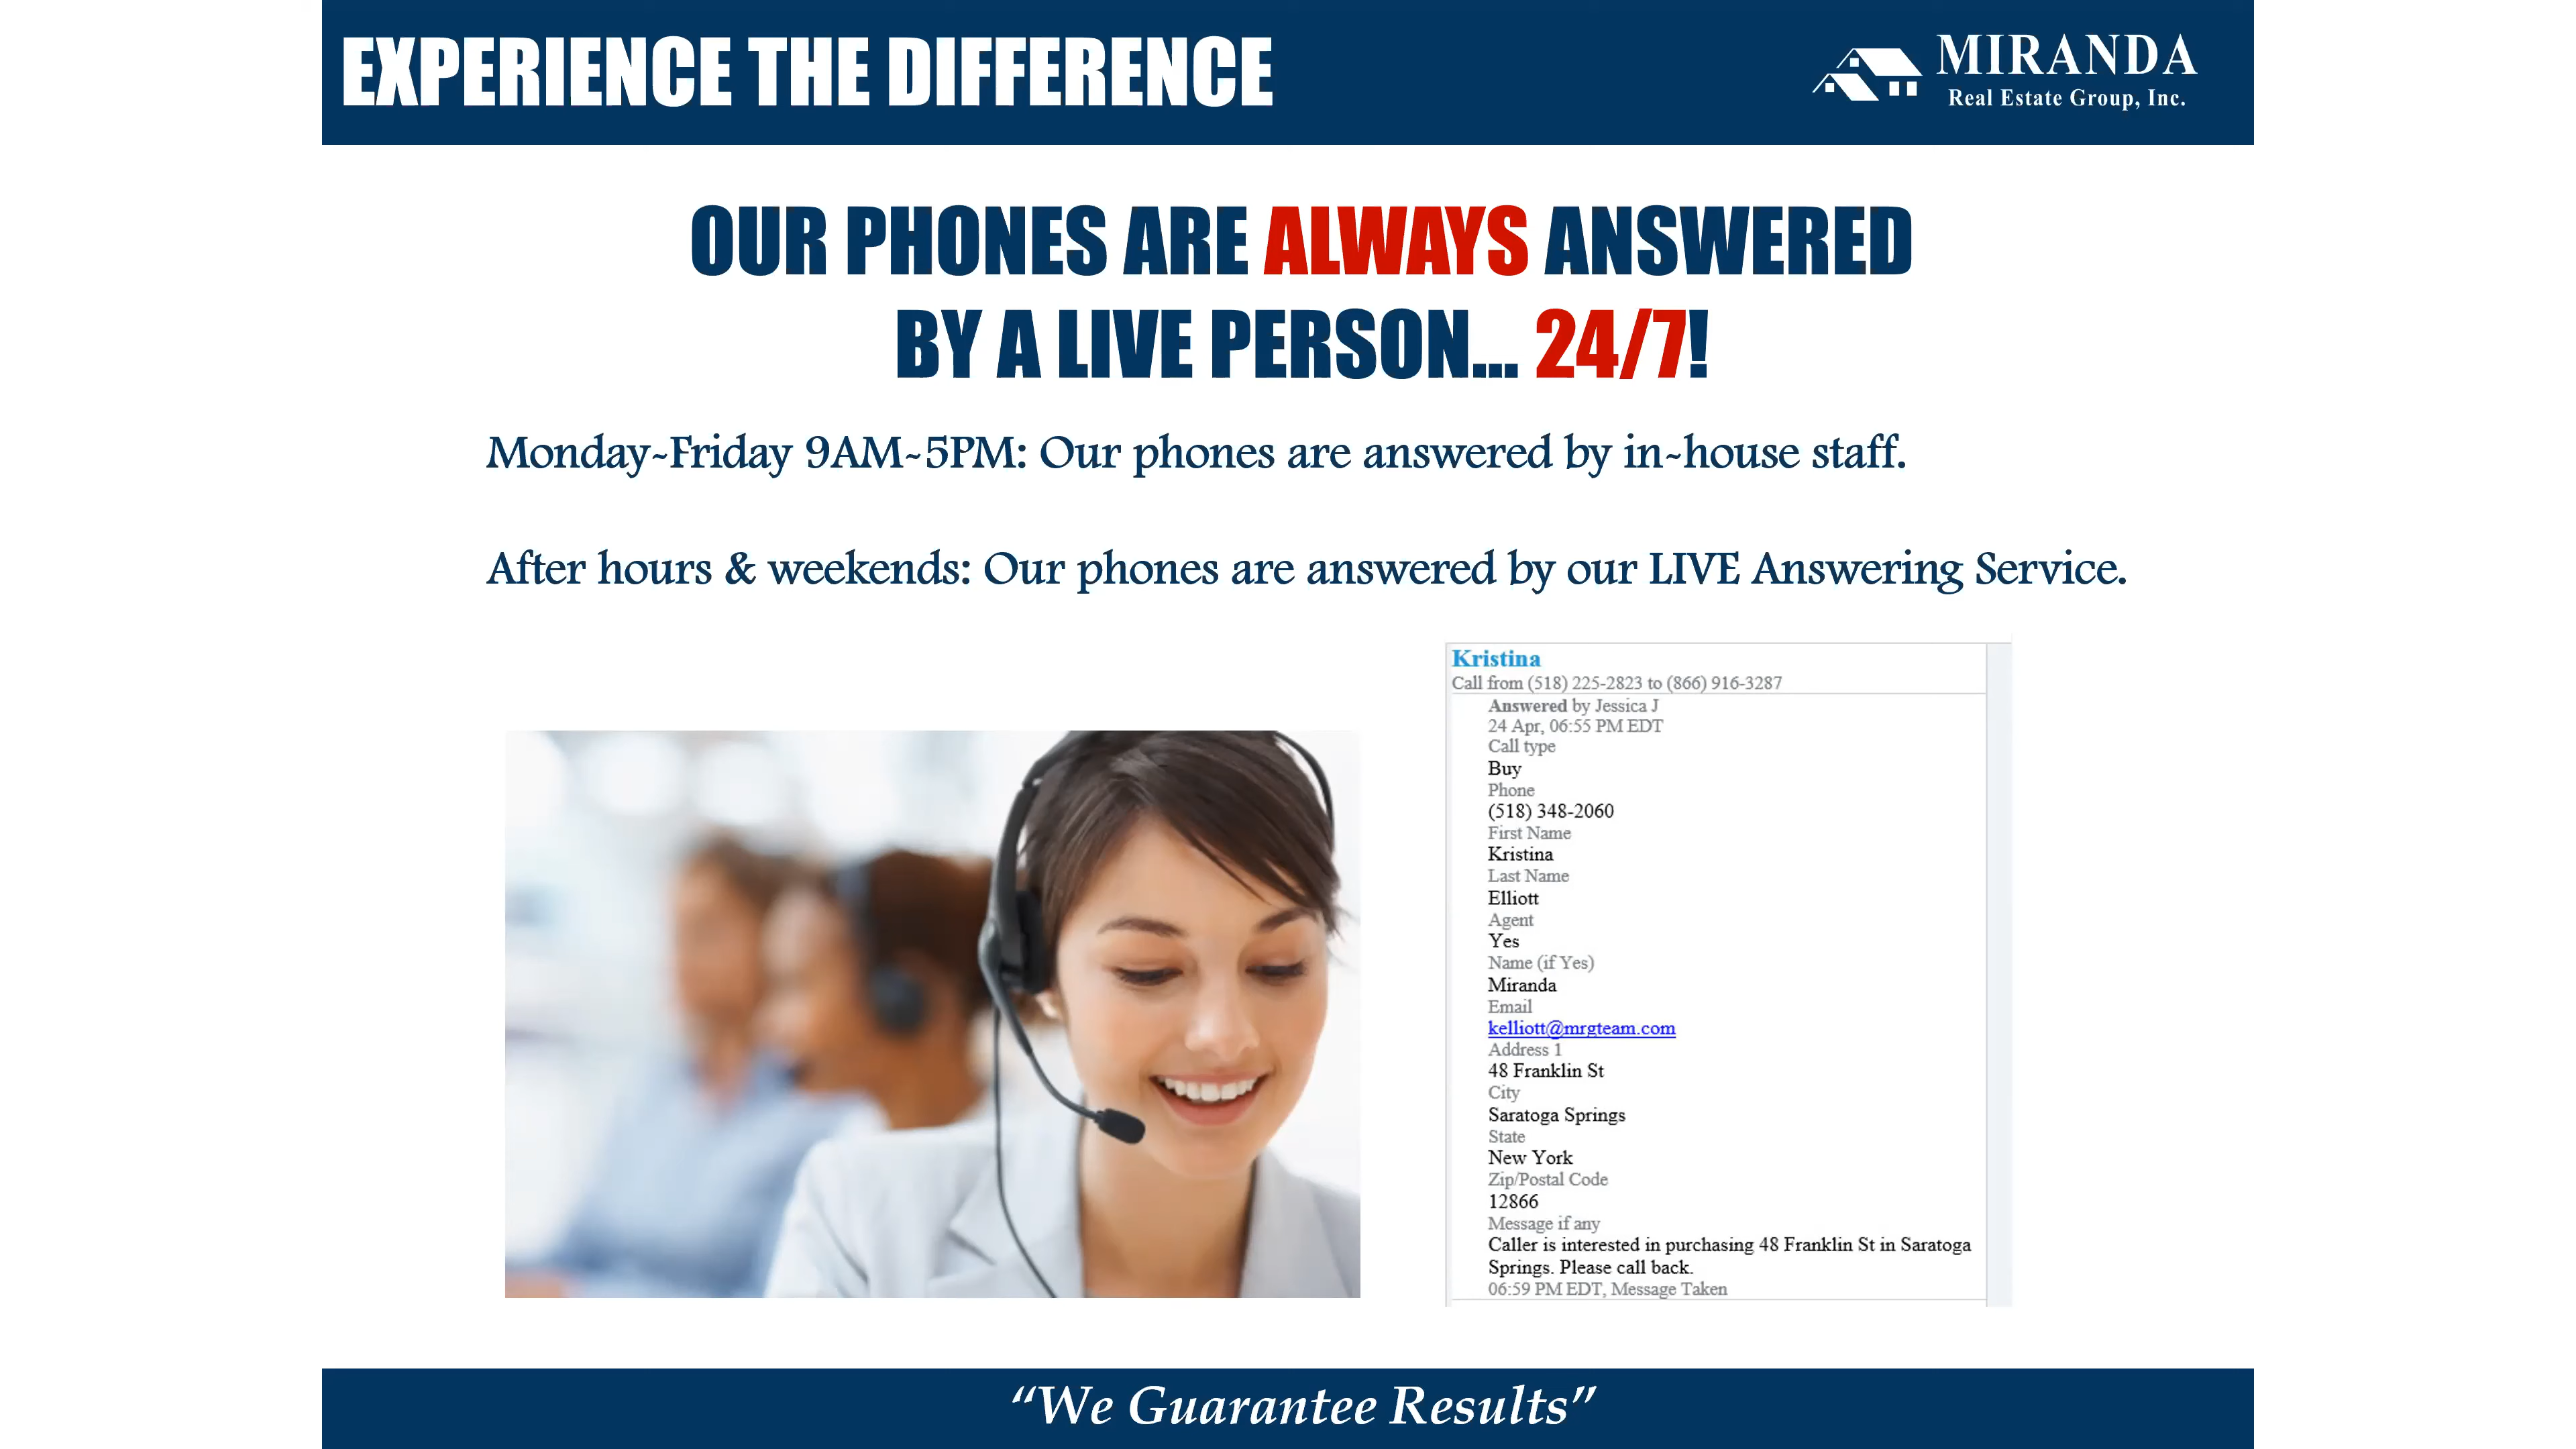 EXPERIENCE THE DIFFERENCE
MIRANDA
Real Estate Group, Inc.
OUR PHONES ARE ALWAYS ANSWERED
BY A LIVE PERSON... 24/7!
Monday-Friday 9AM-5PM: Our phones are answered by in-house staff.
After hours & weekends: Our phones are answered by our LIVE Answering Service.
Kristina
Call from (518) 225-2823 to (866) 916-3287
Answered by Jessica J
24 Apr, 06:55 PM EDT
Call type
Buy
Phone
(518) 348-2060
First Name
Kristina
Last Name
Elliott
Agent
Yes
Name (if Yes)
Miranda
Email
kelliott@mrgteam.com
Address 1
48 Franklin St
City
Saratoga Springs
State
New York
Zip/Postal Code
12866
Message if any
Caller is interested in purchasing 48 Franklin St in Saratoga
Springs. Please call back.
06:59 PM EDT, Message Taken
“We Guarantee Results”